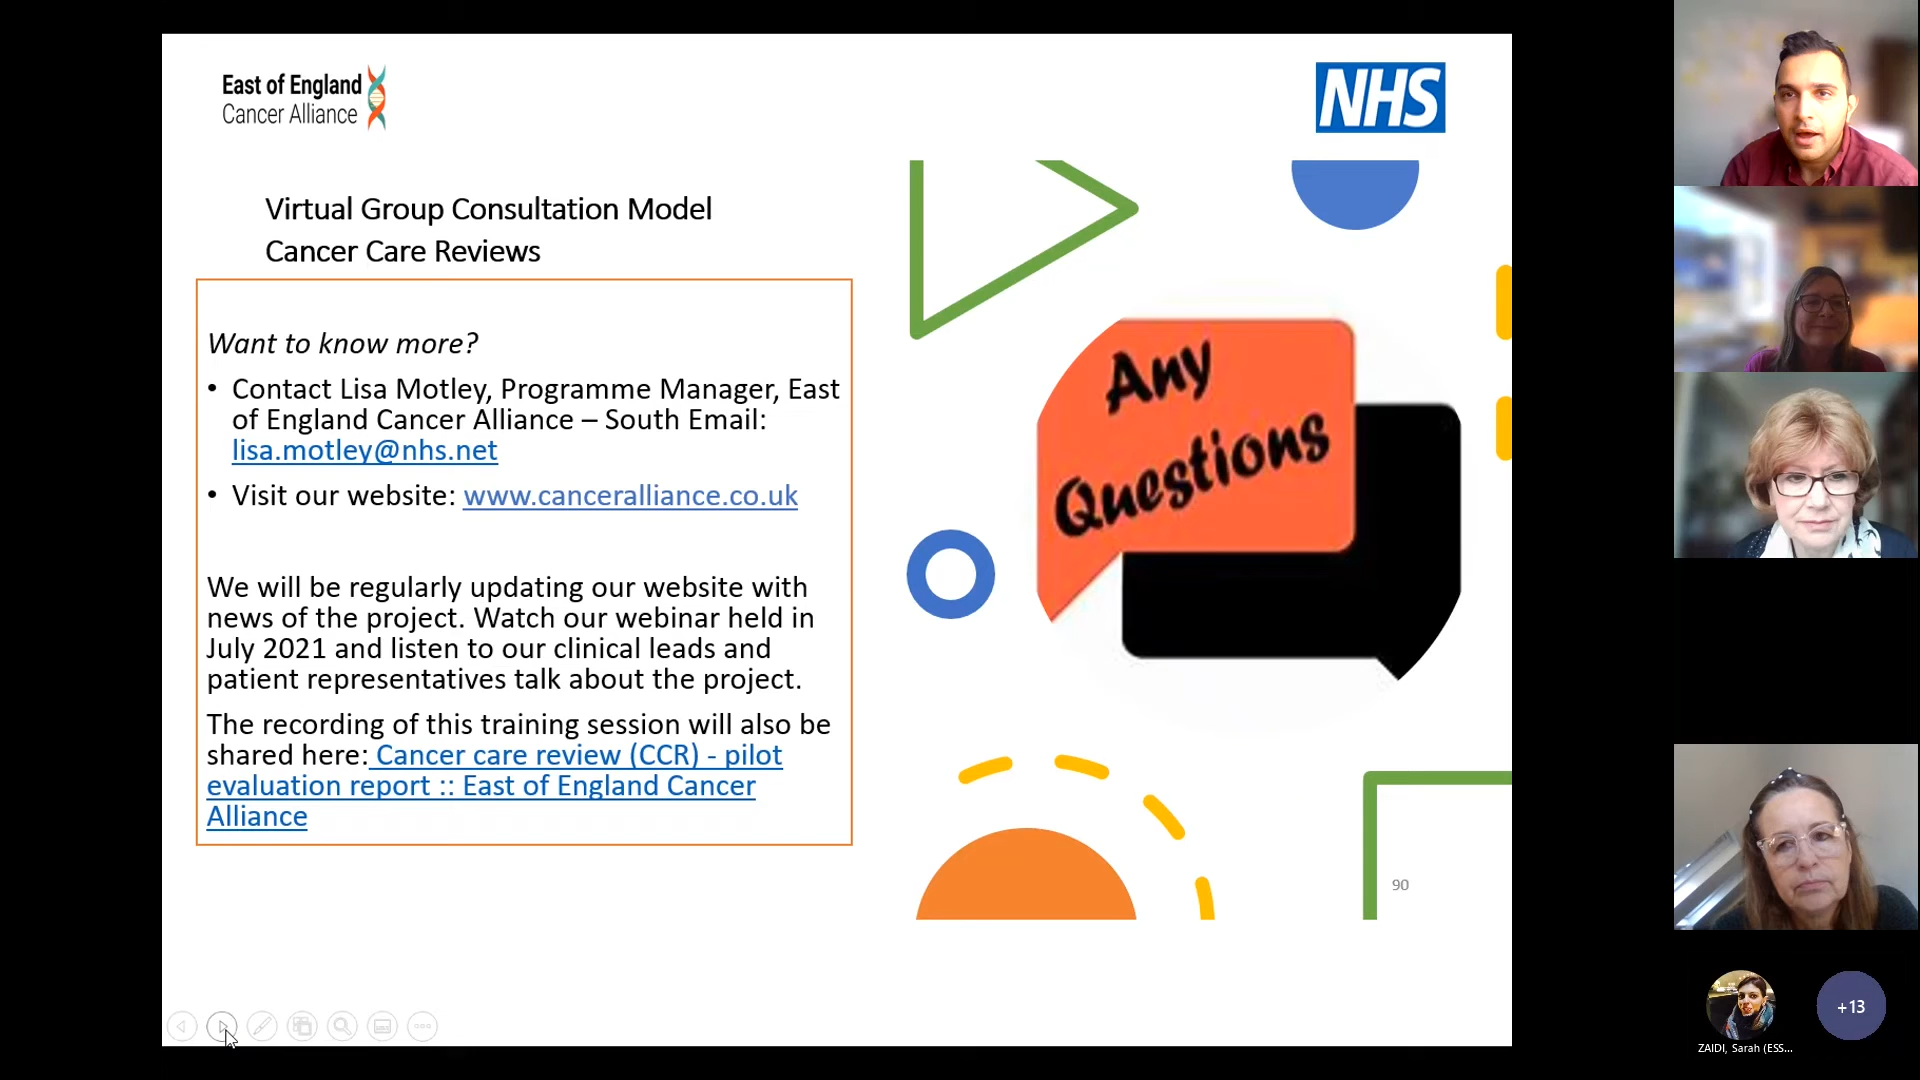 East of England
Cancer Alliance
NHS
Virtual Group Consultation Model
Cancer Care Reviews
Want to know more?
• Contact Lisa Motley, Programme Manager, East
of England Cancer Alliance – South Email:
lisa.motley@nhs.net
• Visit our website: www.canceralliance.co.uk
We will be regularly updating our website with
news of the project. Watch our webinar held in
July 2021 and listen to our clinical leads and
patient representatives talk about the project.
The recording of this training session will also be
shared here: Cancer care review (CCR) - pilot
evaluation report :: East of England Cancer
Alliance
Any
Questions
90
+13
ZAIDI, Sarah (ESS...